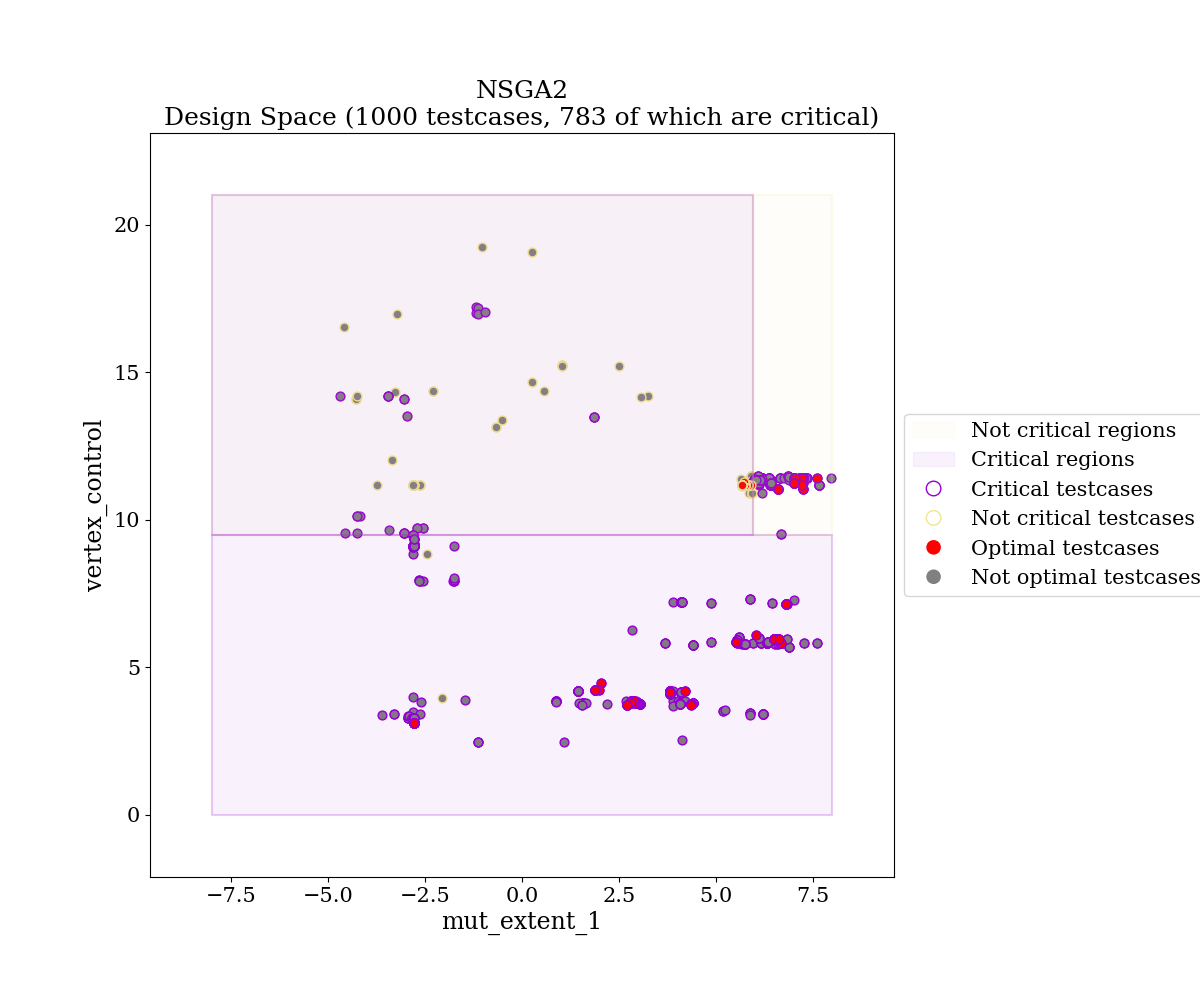 NSGA2
Design Space (1000 testcases, 783 of which are critical)
20
15
10
5
0
vertex_control
−7.5
−5.0
−2.5
0.0
2.5
5.0
7.5
mut_extent_1
Not critical regions
Critical regions
Critical testcases
Not critical testcases
Optimal testcases
Not optimal testcases